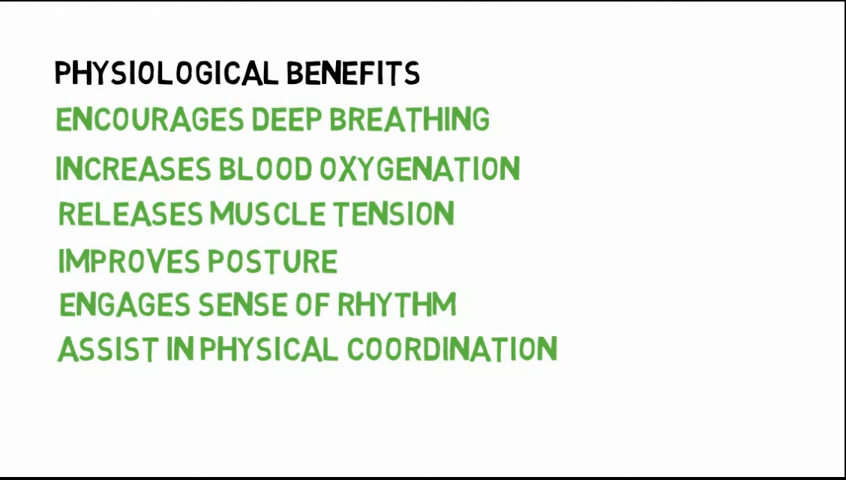 PHYSIOLOGICAL BENEFITS
ENCOURAGES DEEP BREATHING
INCREASES BLOOD OXYGENATION
RELEASES MUSCLE TENSION
IMPROVES POSTURE
ENGAGES SENSE OF RHYTHM
ASSIST IN PHYSICAL COORDINATION